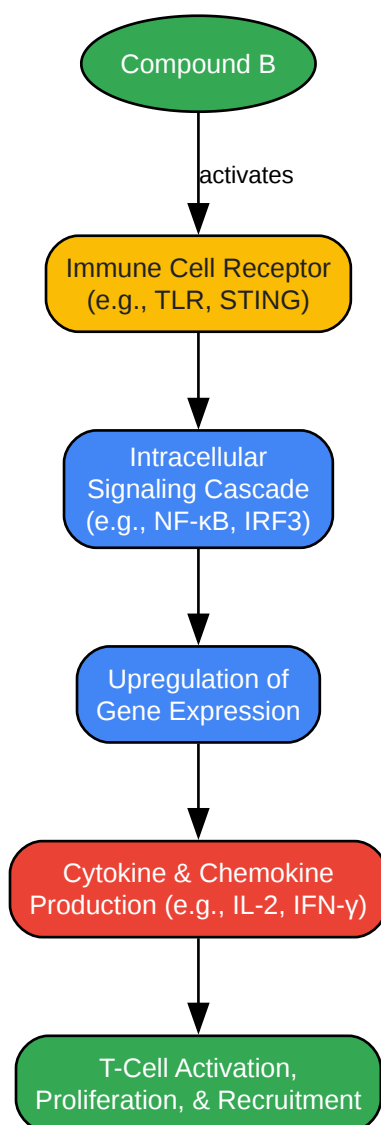 Compound B
activates
Immune Cell Receptor
(e.g., TLR, STING)
Intracellular
Signaling Cascade
(e.g., NF-κB, IRF3)
Upregulation of
Gene Expression
Cytokine & Chemokine
Production (e.g., IL-2, IFN-γ)
T-Cell Activation,
Proliferation, & Recruitment